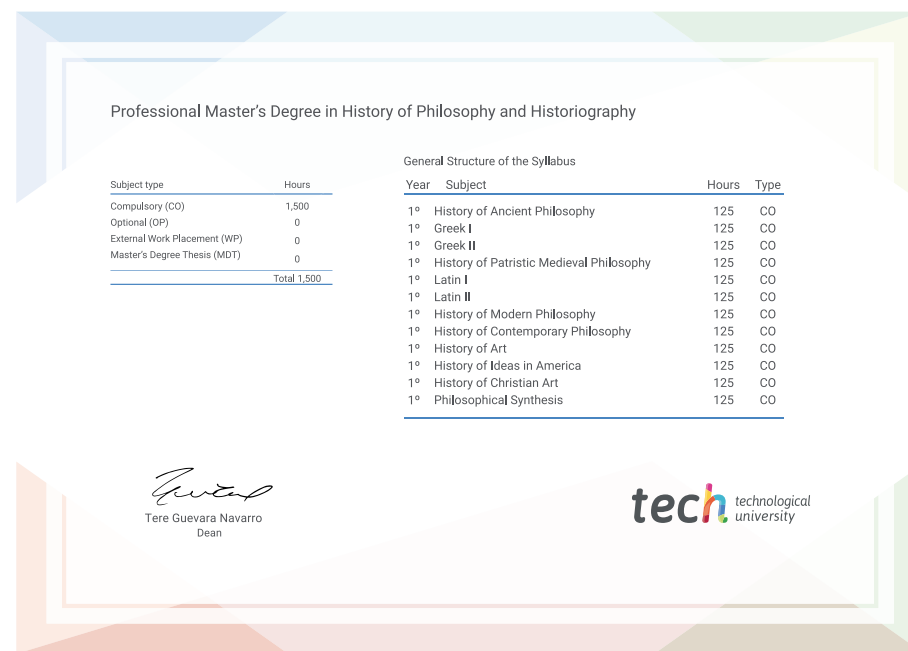 Professional Master's Degree in History of Philosophy and Historiography
Subject type Hours
Compulsory (CO) 1,500
Optional (OP) 0
External Work Placement (WP) 0
Master's Degree Thesis (MDT) 0
Total 1,500
General Structure of the Syllabus
Year Subject Hours Type
1º History of Ancient Philosophy 125 CO
1º Greek I 125 CO
1º Greek II 125 CO
1º History of Patristic Medieval Philosophy 125 CO
1º Latin I 125 CO
1º Latin II 125 CO
1º History of Modern Philosophy 125 CO
1º History of Contemporary Philosophy 125 CO
1º History of Art 125 CO
1º History of Ideas in America 125 CO
1º History of Christian Art 125 CO
1º Philosophical Synthesis 125 CO
Tere Guevara Navarro
Dean
tech technological
university